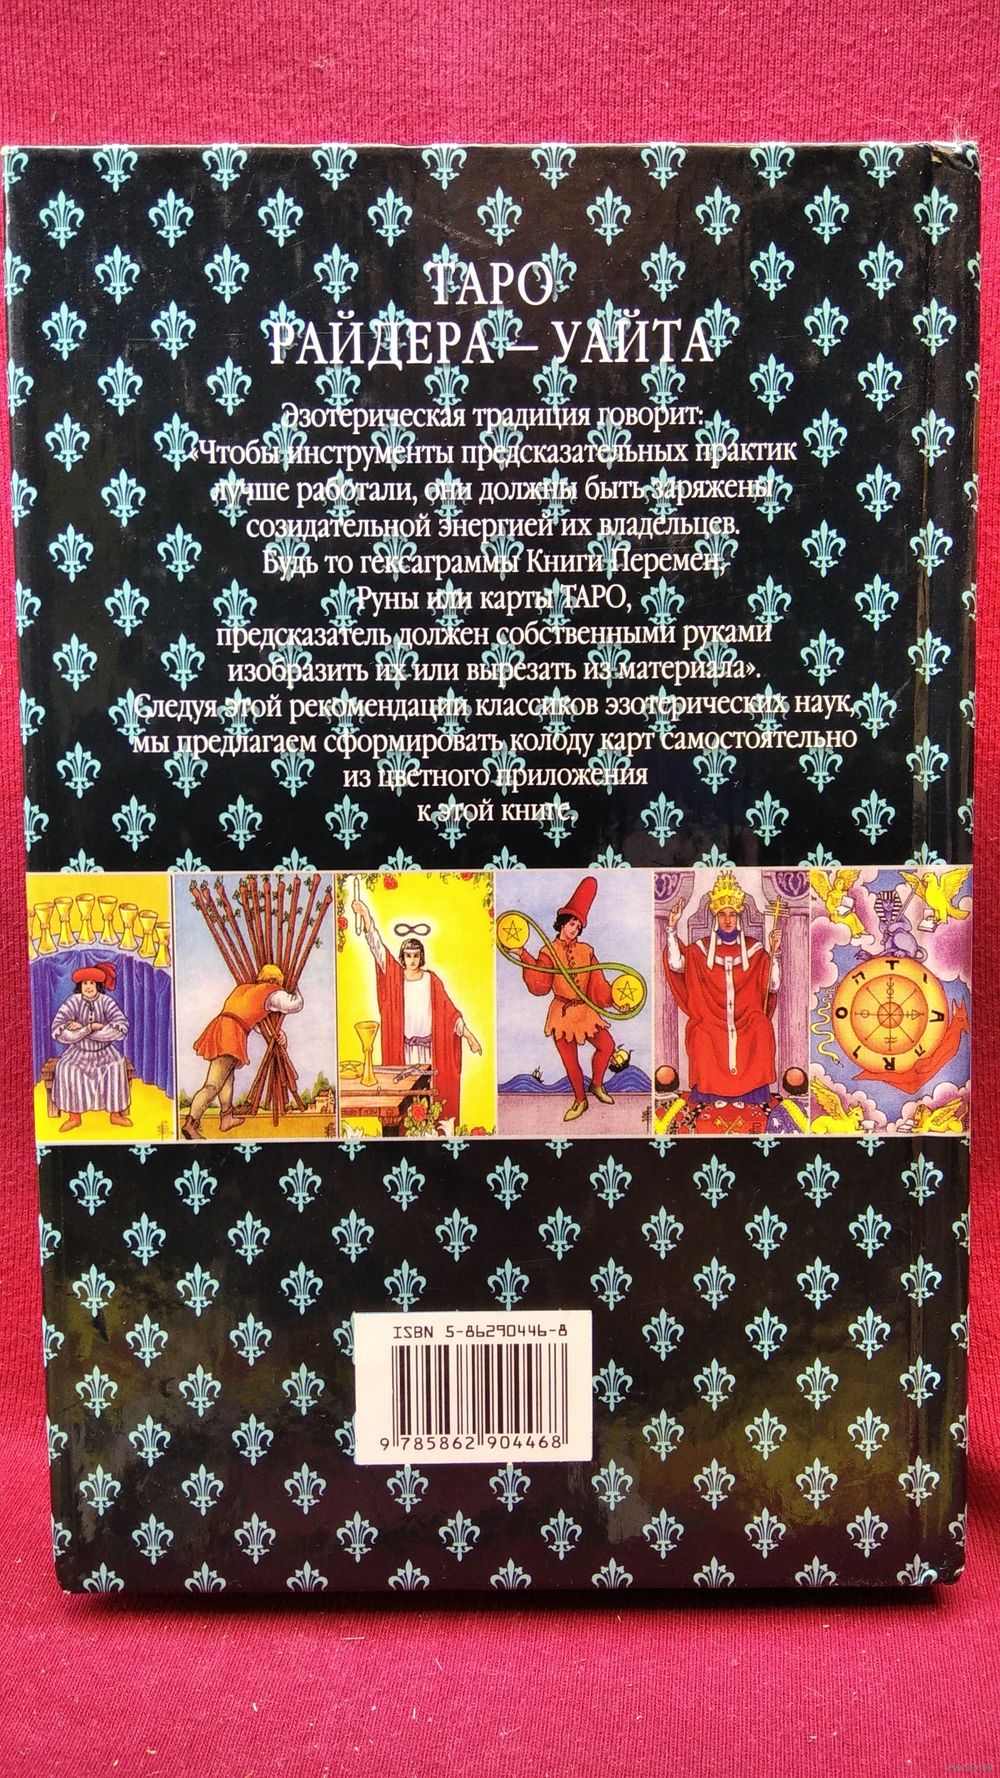 ТАРО
РАЙДЕРА – УАЙТА
Эзотерическая традиция говорит:
«Чтобы инструменты предсказательных практик
лучше работали, они должны быть заряжены
созидательной энергией их владельцев.
Будь то гексаграммы Книги Перемен,
Руны или карты ТАРО,
предсказатель должен собственными руками
изобразить их или вырезать из материала».
Следуя этой рекомендации классиков эзотерических наук,
мы предлагаем сформировать колоду карт самостоятельно
из цветного приложения
к этой книге.
ISBN 5-86290446-8
9 785862 904468